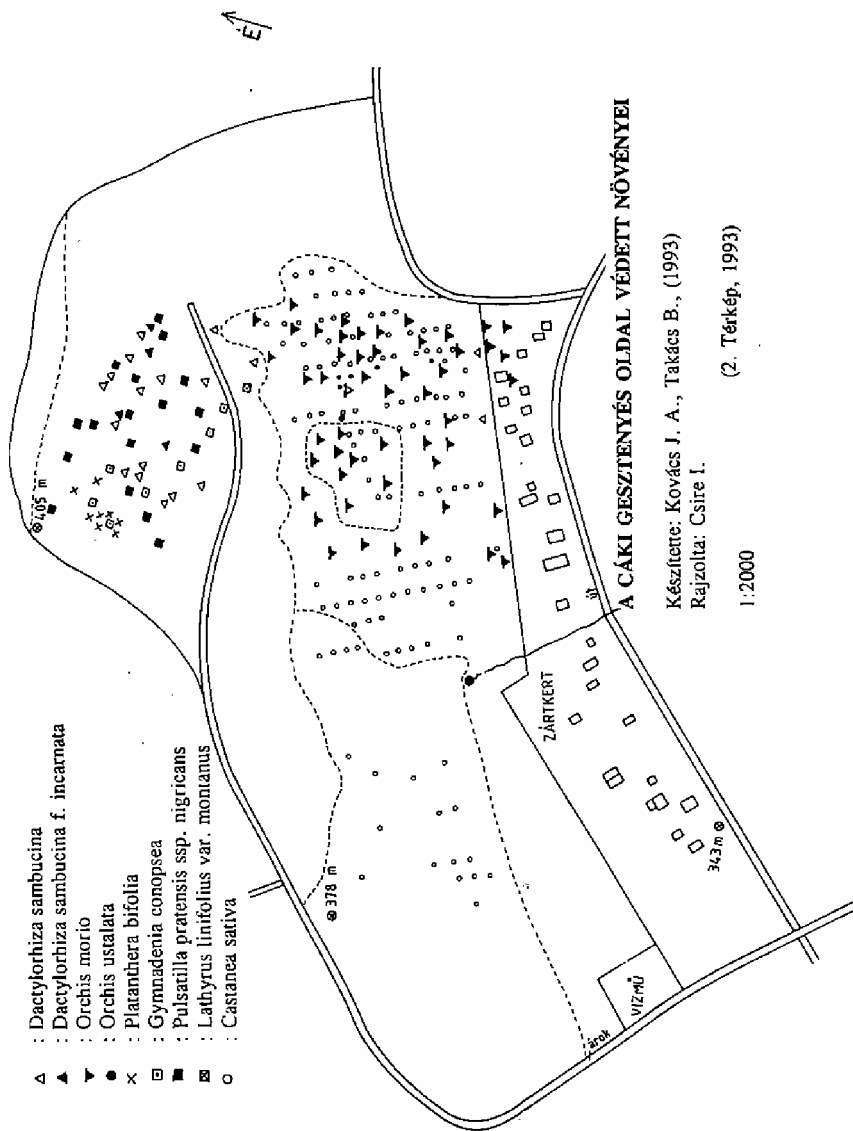 : Dactylorhiza sambucina
: Dactylorhiza sambucina f. incarnata
: Orchis morio
: Orchis ustalata
: Platanthera bifolia
: Gymnadenia conopsea
: Pulsatilla pratensis ssp. nigricans
: Lathyrus linifolius var. montanus
: Castanea sativa
É
405 m
378 m
ZÁRTKERT
út
343m
VIZMŰ
árok
A CÁKI GESZTENYÉS OLDAL VÉDETT NÖVÉNYEI
Készítette: Kovács J. A., Takács B., (1993)
Rajzolta: Csire I.
(2. Térkép, 1993)
1:2000